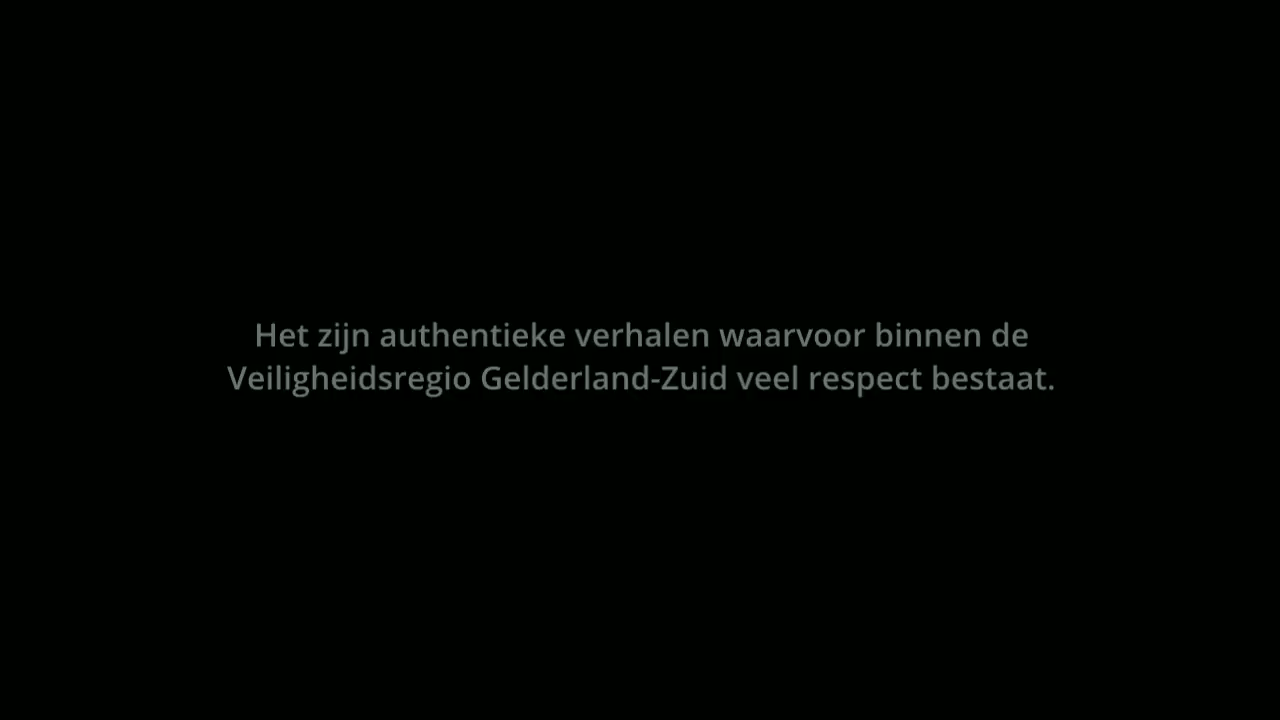 Het zijn authentieke verhalen waarvoor binnen de
Veiligheidsregio Gelderland-Zuid veel respect bestaat.